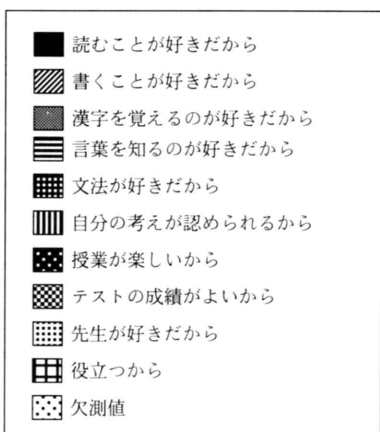 読むことが好きだから
書くことが好きだから
漢字を覚えるのが好きだから
言葉を知るのが好きだから
文法が好きだから
自分の考えが認められるから
授業が楽しいから
テストの成績がよいから
先生が好きだから
役立つから
欠測値